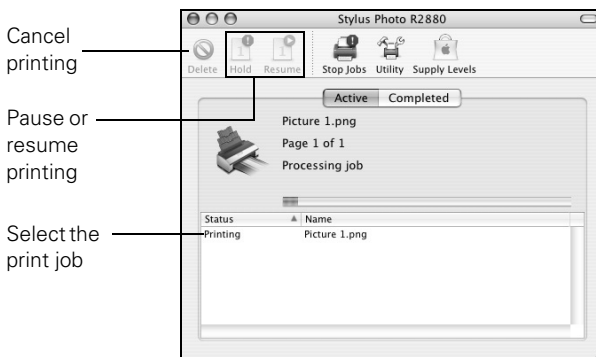 Stylus Photo R2880
Cancel
printing
Delete Hold Resume Stop Jobs Utility Supply Levels
Active Completed
Pause or
resume
printing
Picture 1.png
Page 1 of 1
Processing job
Status Name
Printing Picture 1.png
Select the
print job